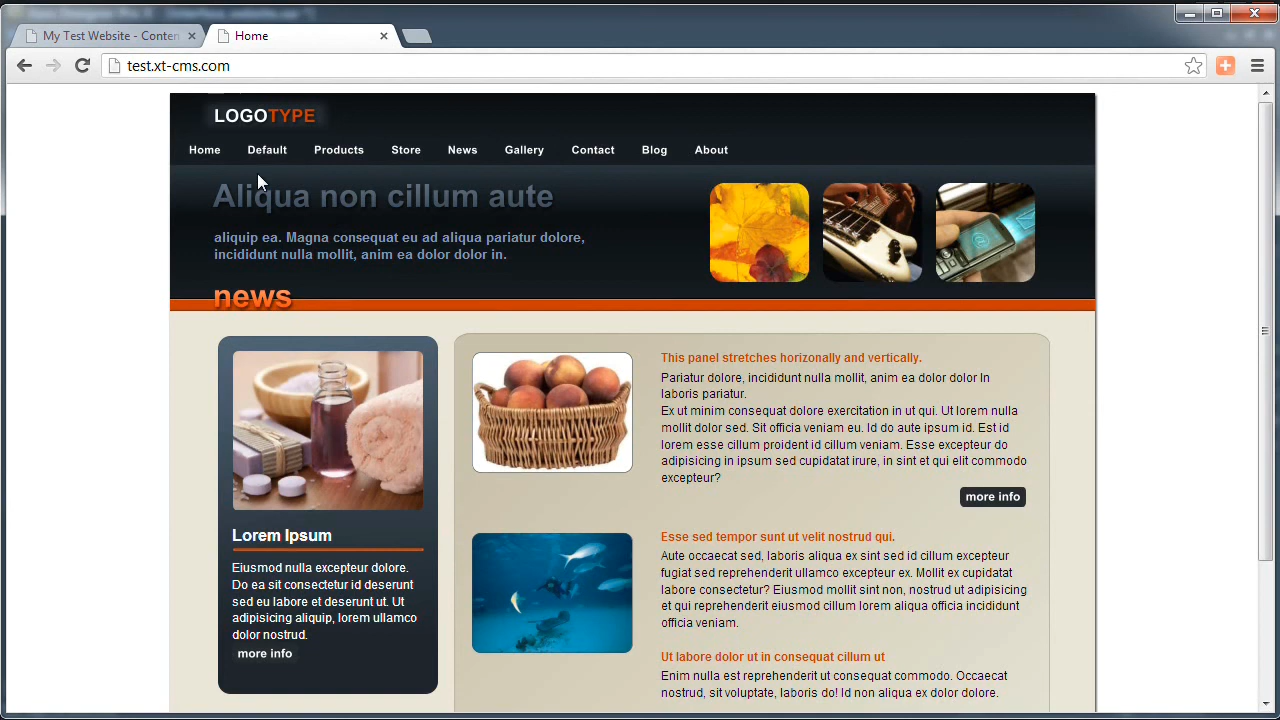 My Test Website - Conten
Home
test.xt-cms.com
LOGOTYPE
Home Default Products Store News Gallery Contact Blog About
Aliqua non cillum aute
aliquip ea. Magna consequat eu ad aliqua pariatur dolore,
incididunt nulla mollit, anim ea dolor dolor in.
news
Lorem Ipsum
Eiusmod nulla excepteur dolore.
Do ea sit consectetur id deserunt
sed eu labore et deserunt ut. Ut
adipisicing aliquip, lorem ullamco
dolor nostrud.
more info
This panel stretches horizonally and vertically.
Pariatur dolore, incididunt nulla mollit, anim ea dolor dolor In
laboris pariatur.
Ex ut minim consequat dolore exercitation in ut qui. Ut lorem nulla
mollit dolor sed. Sit officia veniam eu. Id do aute ipsum id. Est id
lorem esse cillum proident id cillum veniam. Esse excepteur do
adipisicing in ipsum sed cupidatat irure, in sint et qui elit commodo
excepteur?
more info
Esse sed tempor sunt ut velit nostrud qui.
Aute occaecat sed, laboris aliqua ex sint sed id cillum excepteur
fugiat sed reprehenderit ullamco excepteur ex. Mollit ex cupidatat
labore consectetur? Eiusmod mollit sint non, nostrud ut adipisicing
et qui reprehenderit eiusmod cillum lorem aliqua officia incididunt
officia veniam.
Ut labore dolor ut in consequat cillum ut
Enim nulla est reprehenderit ut consequat commodo. Occaecat
nostrud, sit voluptate, laboris do! Id non aliqua ex dolor dolore.